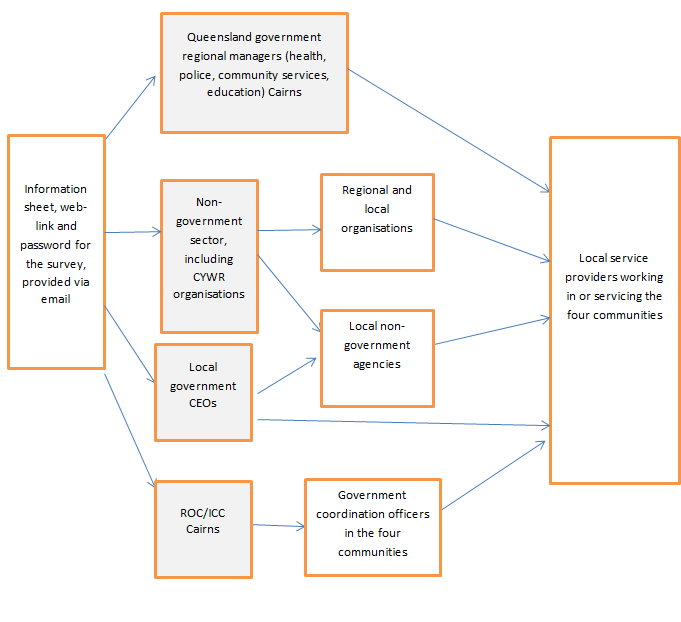 Queensland government
regional managers (health,
police, community services,
education) Cairns
Information
sheet, web-
link and
password for
the survey,
provided via
email
Non-
government
sector,
including
CYWR
organisations
Regional and
local
organisations
Local service
providers working
in or servicing the
four communities
Local non-
government
agencies
Local
government
CEOs
ROC/ICC
Cairns
Government
coordination officers
in the four
communities